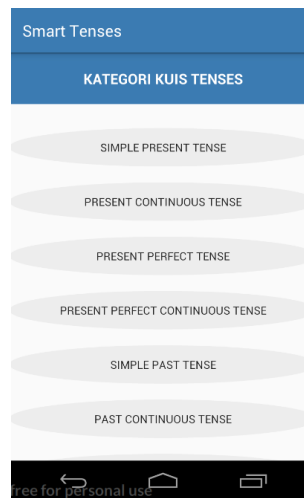 Smart Tenses
KATEGORI KUIS TENSES
SIMPLE PRESENT TENSE
PRESENT CONTINUOUS TENSE
PRESENT PERFECT TENSE
PRESENT PERFECT CONTINUOUS TENSE
SIMPLE PAST TENSE
PAST CONTINUOUS TENSE
free for personal use